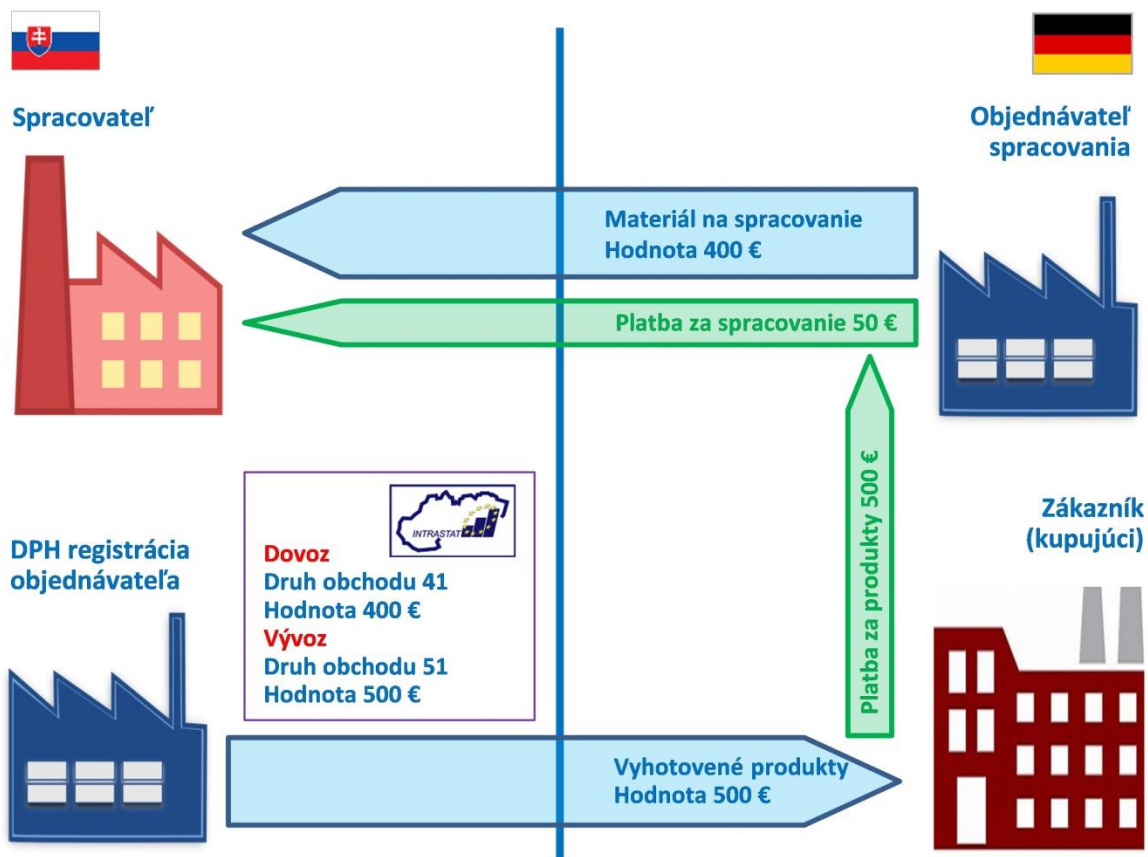 Spracovateľ
Objednávateľ
spracovania
Materiál na spracovanie
Hodnota 400 €
Platba za spracovanie 50 €
Platba za produkty 500 €
DPH registrácia
objednávateľa
INTRASTAT
Dovoz
Druh obchodu 41
Hodnota 400 €
Vývoz
Druh obchodu 51
Hodnota 500 €
Zákazník
(kupujúci)
Vyhotovené produkty
Hodnota 500 €